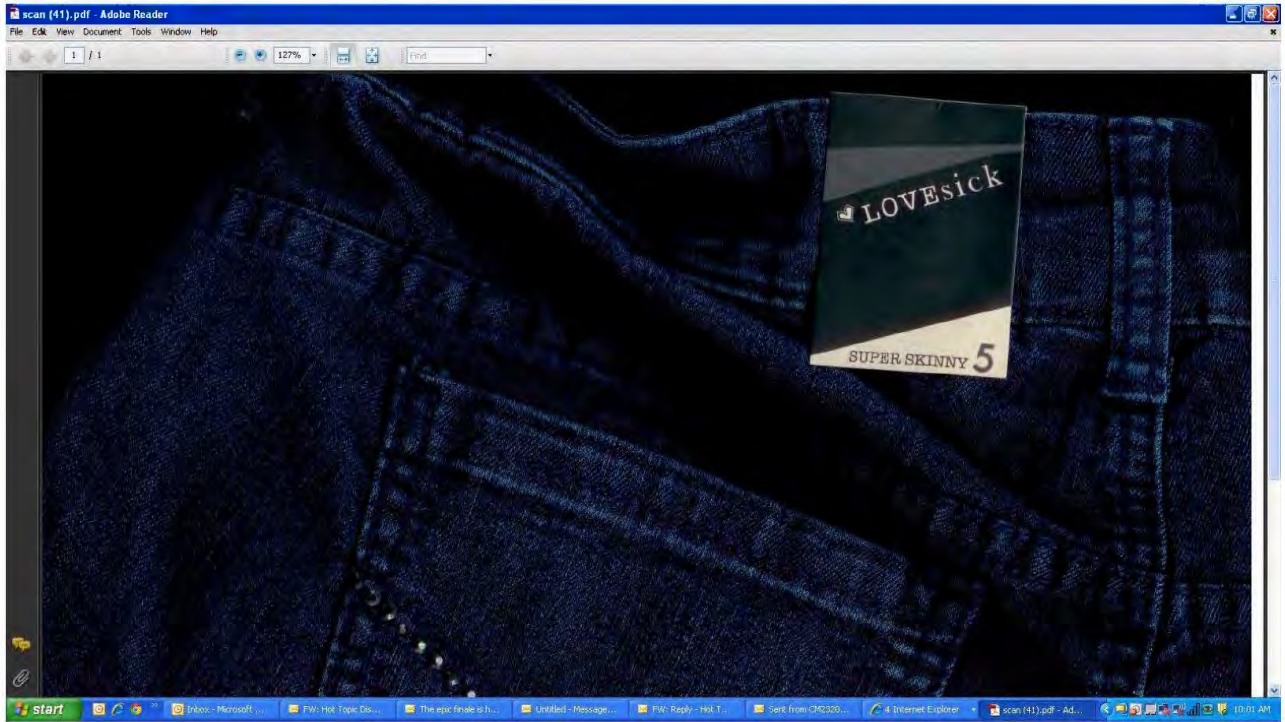 scan (41).pdf - Adobe Reader
File Edit View Document Tools Window Help
1 / 1 127% Find
LOVEsick
SUPER SKINNY 5
start Inbox - Microsoft ... FW: Hot Topic Dis... The epic finale is h... Untitled - Message... FW: Reply - Hot T... Sent from CM2320... 4 Internet Explorer scan (41).pdf - Ad... 10:01 AM